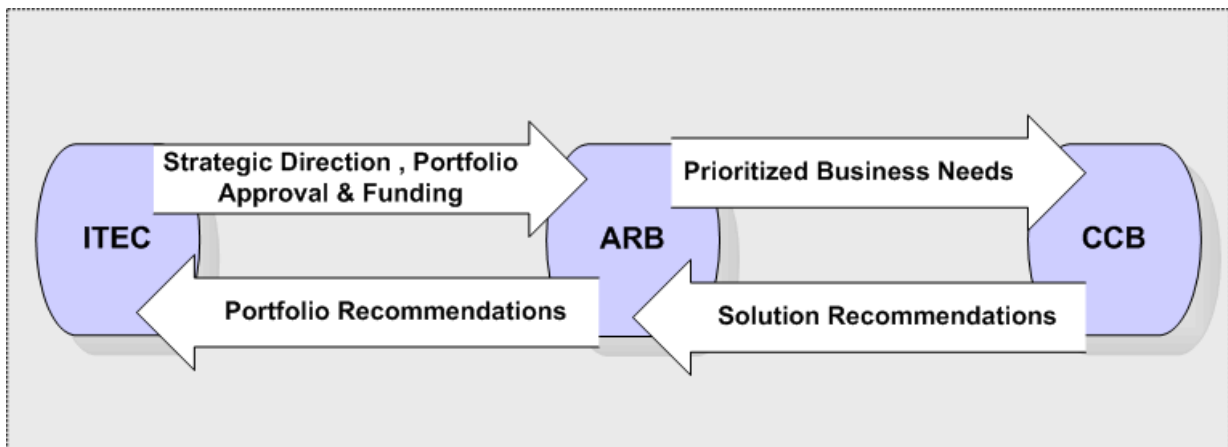 Strategic Direction , Portfolio
Approval & Funding
Prioritized Business Needs
ITEC
ARB
CCB
Portfolio Recommendations
Solution Recommendations